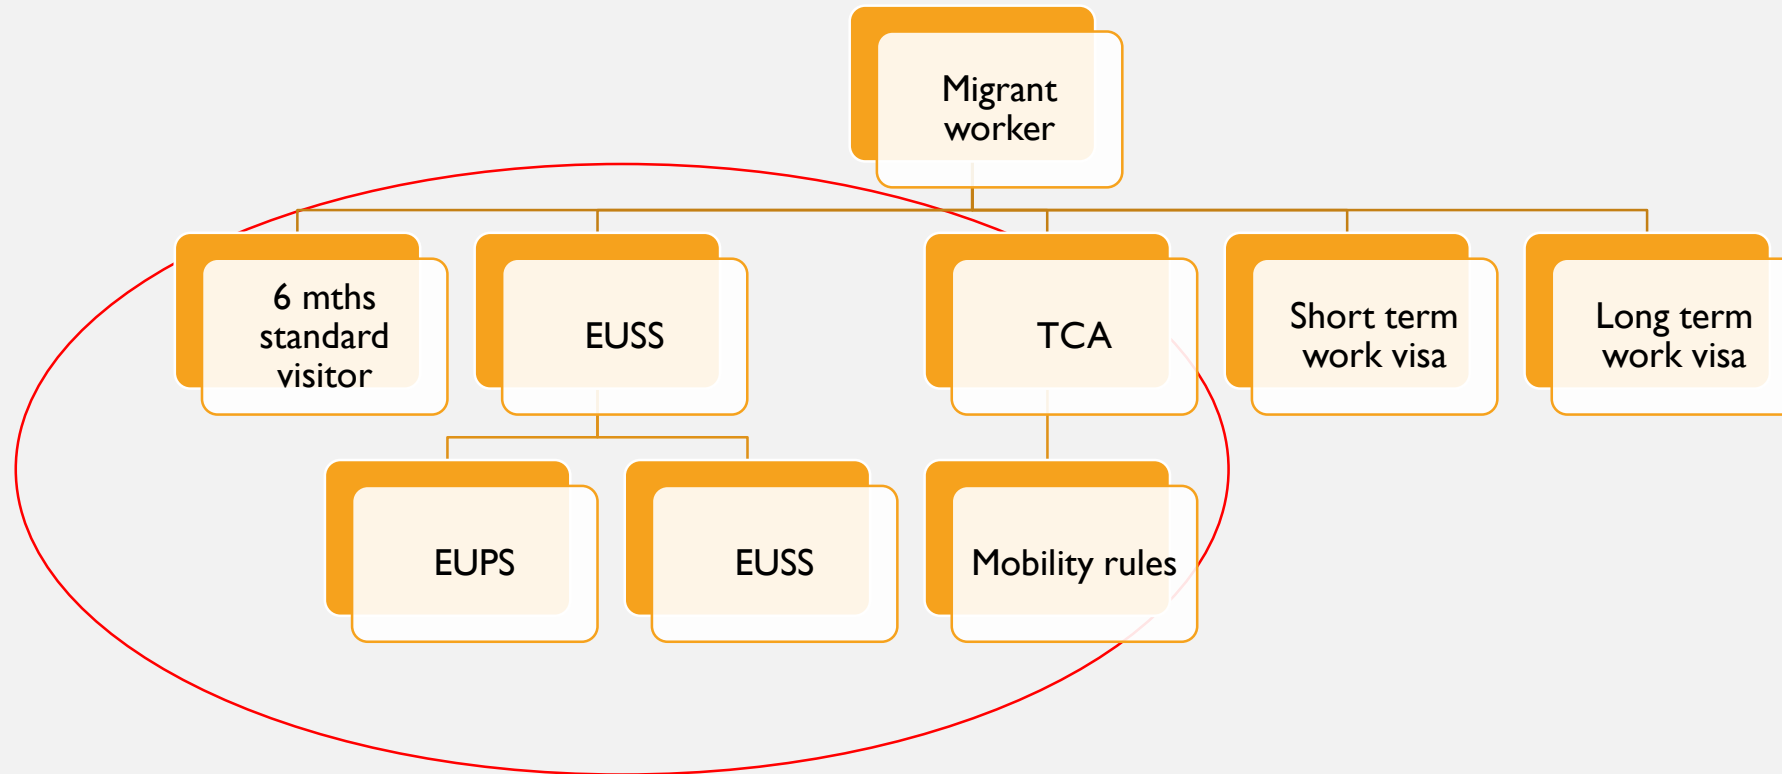 Migrant
worker
6 mths
standard
visitor
EUSS
TCA
Short term
work visa
Long term
work visa
EUPS
EUSS
Mobility rules